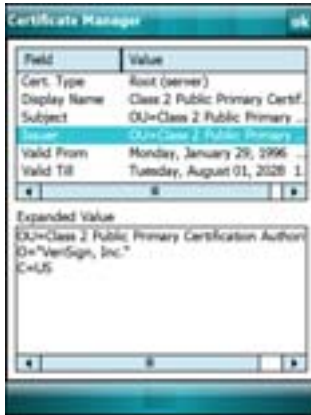 Certificate Manager ok
Field Value
Cert. Type Root (server)
Display Name Class 2 Public Primary Certif.
Subject OU=Class 2 Public Primary
Issuer OU=Class 2 Public Primary
Valid From Monday, January 29, 1996 ...
Valid Till Tuesday, August 01, 2028 1.
Expanded Value
OU=Class 2 Public Primary Certification Authori
O="VeriSign, Inc."
C=US